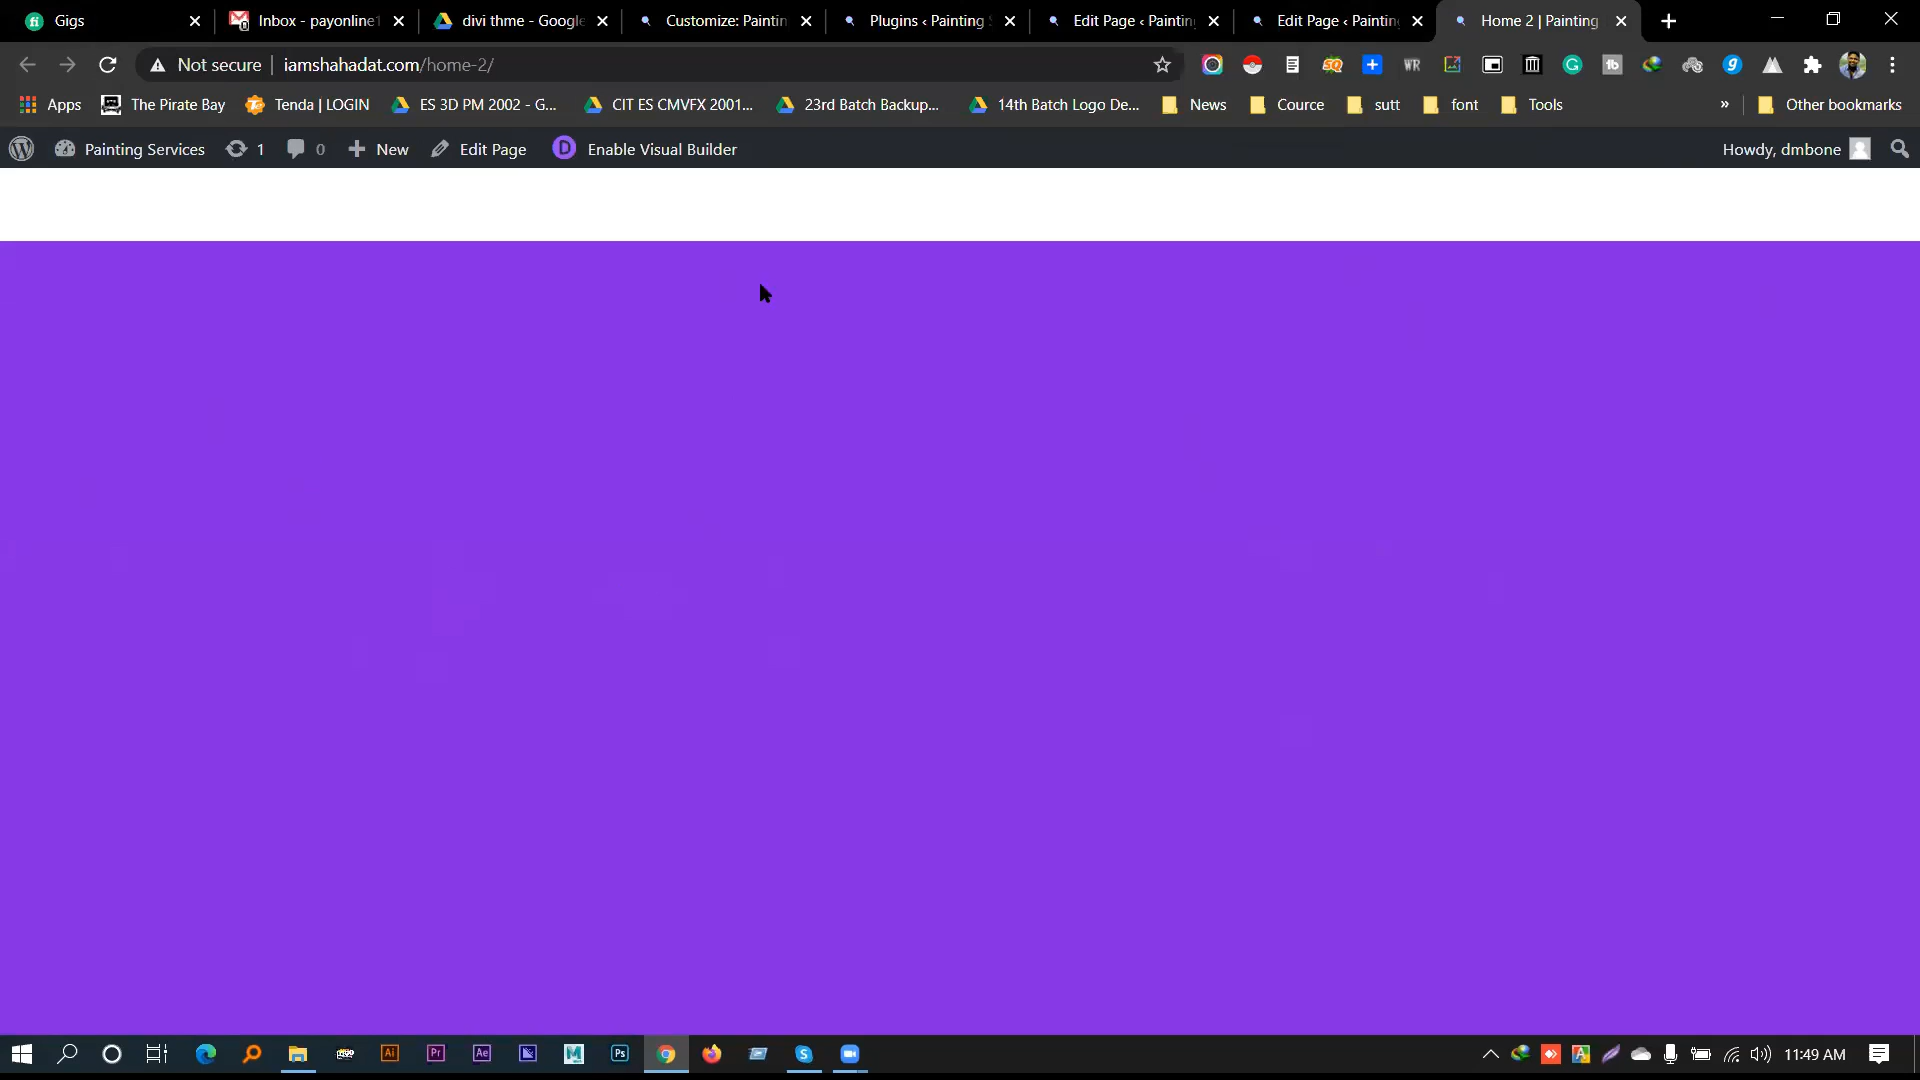 Gigs
Inbox - payonline1
divi thme - Google
Customize: Paintin
Plugins ‹ Painting S
Edit Page ‹ Painting
Edit Page ‹ Painting
Home 2 | Painting
Not secure
iamshahadat.com/home-2/
Apps
The Pirate Bay
Tenda | LOGIN
ES 3D PM 2002 - G...
CIT ES CMVFX 2001...
23rd Batch Backup...
14th Batch Logo De...
News
Cource
sutt
font
Tools
»
Other bookmarks
Painting Services
1
0
New
Edit Page
Enable Visual Builder
Howdy, dmbone
11:49 AM